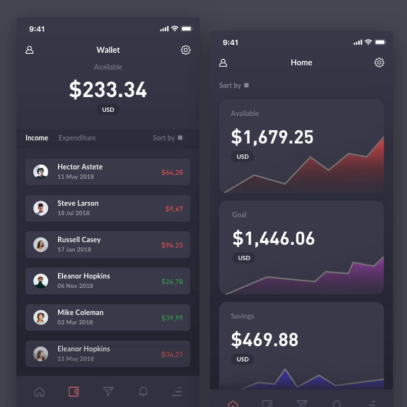 9:41
Wallet
Available
$233.34
USD
Income Expenditure Sort by
Hector Astete
11 May 2018
$64,28
Steve Larson
18 Jul 2018
$9,67
Russell Casey
17 Jan 2018
$96.33
Eleanor Hopkins
06 Nov 2018
$26,78
Mike Coleman
02 Mar 2018
$39,99
Eleanor Hopkins
11 May 2018
$36,21
9:41
Home
Sort by
Available
$1,679.25
USD
Goal
$1,446.06
USD
Savings
$469.88
USD